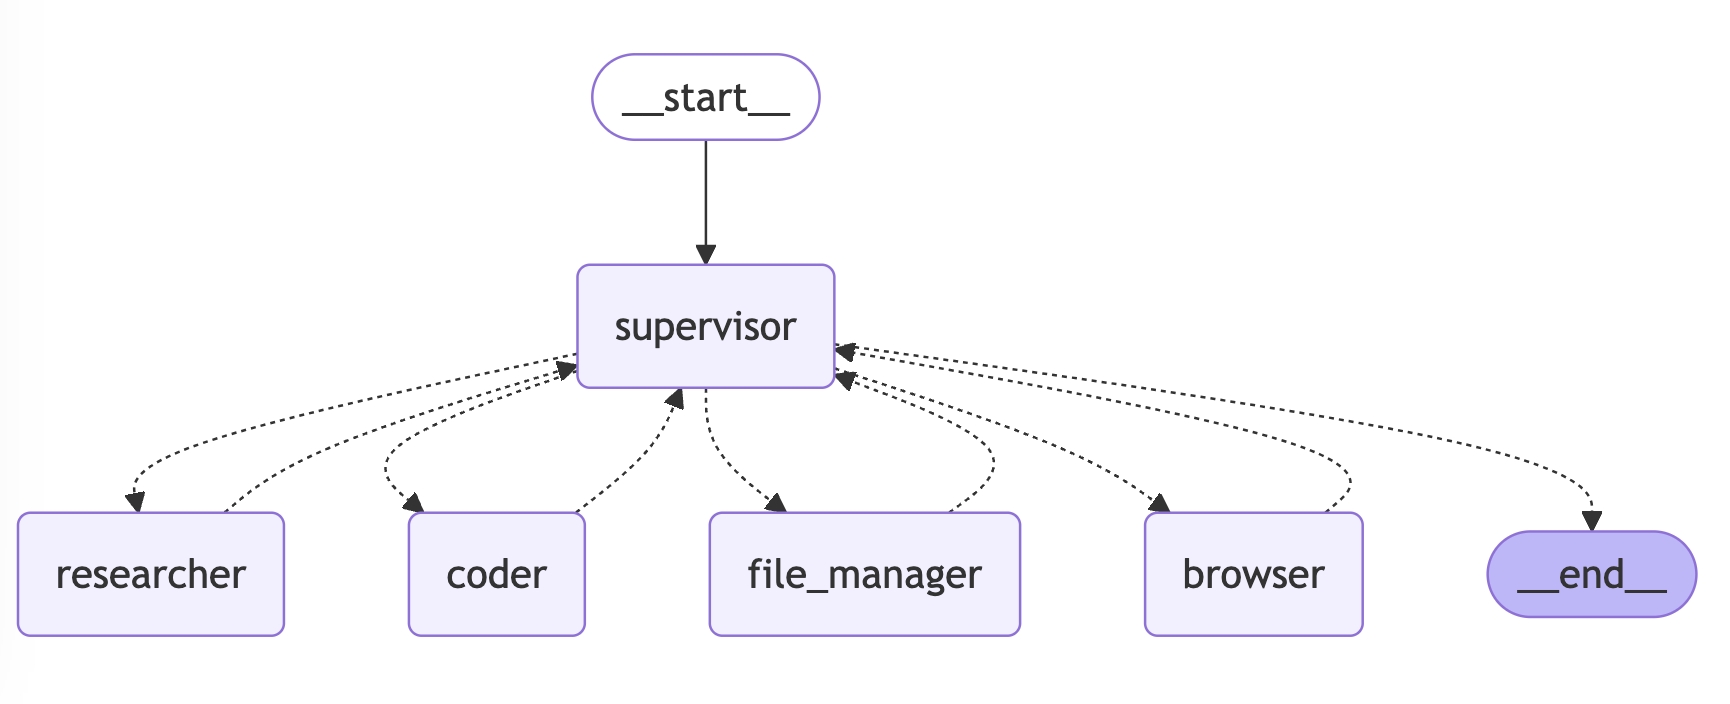 __start__
supervisor
researcher
coder
file_manager
browser
__end__